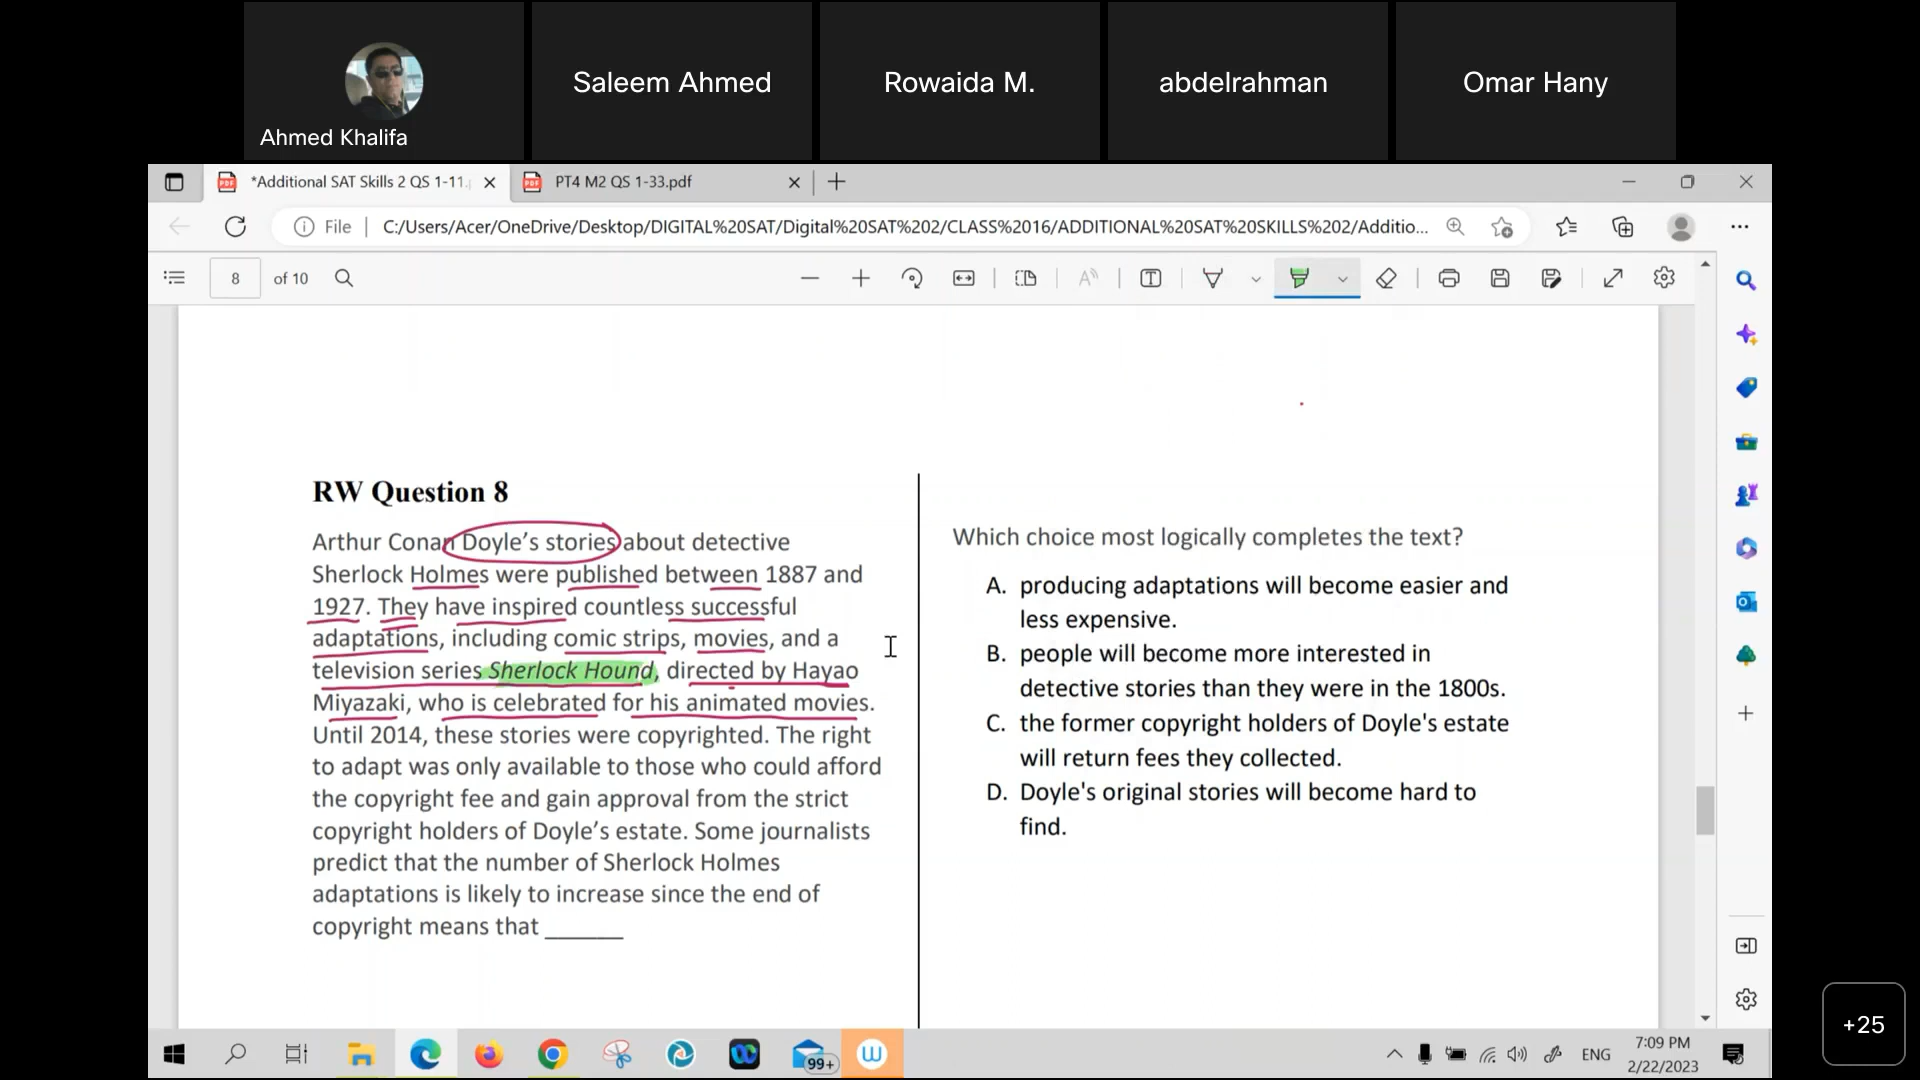 Saleem Ahmed
Rowaida M.
abdelrahman
Omar Hany
Ahmed Khalifa
*Additional SAT Skills 2 QS 1-11.
PT4 M2 QS 1-33.pdf
File
C:/Users/Acer/OneDrive/Desktop/DIGITAL%20SAT/Digital%20SAT%202/CLASS%2016/ADDITIONAL%20SAT%20SKILLS%202/Additio...
8 of 10
RW Question 8
Arthur Conan Doyle's stories about detective
Sherlock Holmes were published between 1887 and
1927. They have inspired countless successful
adaptations, including comic strips, movies, and a
television series Sherlock Hound, directed by Hayao
Miyazaki, who is celebrated for his animated movies.
Until 2014, these stories were copyrighted. The right
to adapt was only available to those who could afford
the copyright fee and gain approval from the strict
copyright holders of Doyle's estate. Some journalists
predict that the number of Sherlock Holmes
adaptations is likely to increase since the end of
copyright means that ______
Which choice most logically completes the text?
A. producing adaptations will become easier and
less expensive.
B. people will become more interested in
detective stories than they were in the 1800s.
C. the former copyright holders of Doyle's estate
will return fees they collected.
D. Doyle's original stories will become hard to
find.
+25
99+
ENG
7:09 PM
2/22/2023